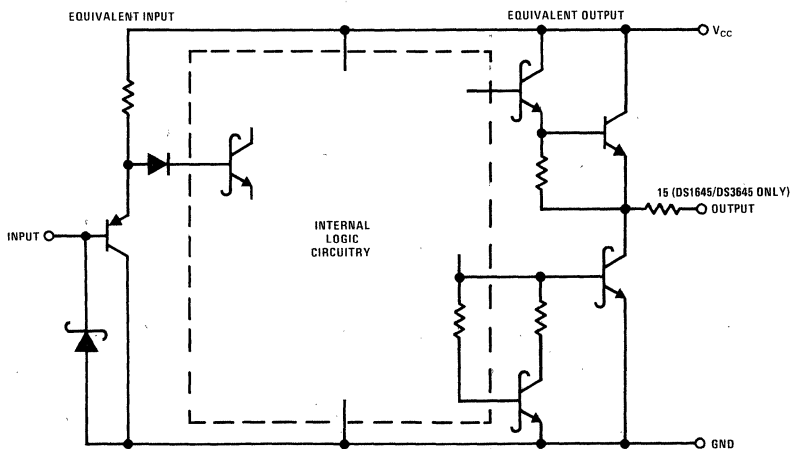 EQUIVALENT INPUT
EQUIVALENT OUTPUT
VCC
15 (DS1645/DS3645 ONLY)
OUTPUT
INPUT
INTERNAL
LOGIC
CIRCUITRY
GND